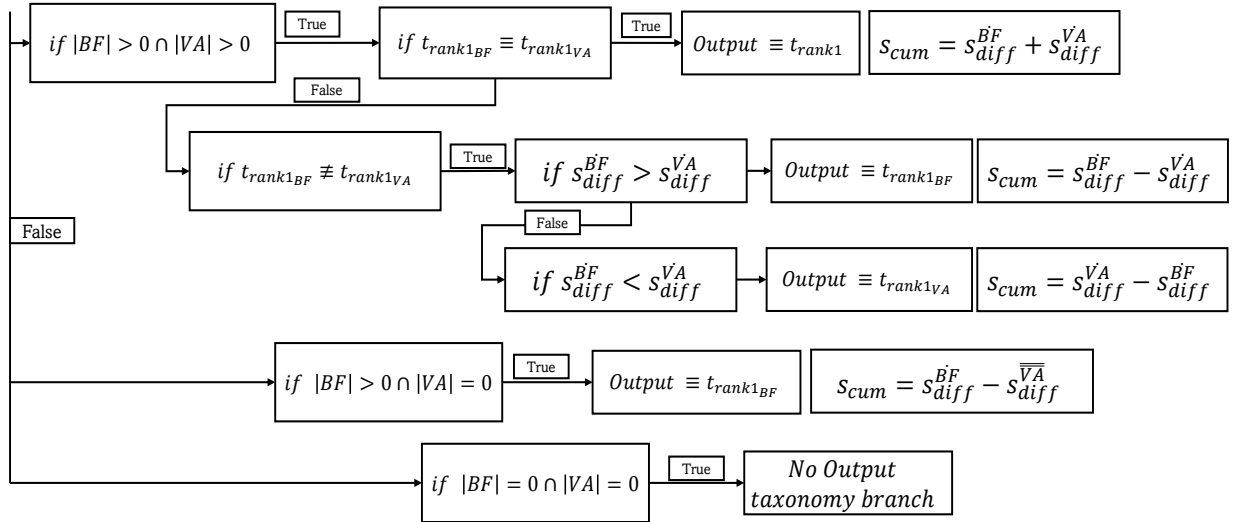 if |BF| > 0 ∩ |VA| > 0
True
if t_{rank1_{BF}} ≡ t_{rank1_{VA}}
True
Output ≡ t_{rank1}
s_{cum} = s_{diff}^{\dot{BF}} + s_{diff}^{\dot{VA}}
False
if t_{rank1_{BF}} ≢ t_{rank1_{VA}}
True
if s_{diff}^{\dot{BF}} > s_{diff}^{\dot{VA}}
Output ≡ t_{rank1_{BF}}
s_{cum} = s_{diff}^{\dot{BF}} − s_{diff}^{\dot{VA}}
False
False
if s_{diff}^{\dot{BF}} < s_{diff}^{\dot{VA}}
Output ≡ t_{rank1_{VA}}
s_{cum} = s_{diff}^{\dot{VA}} − s_{diff}^{\dot{BF}}
if |BF| > 0 ∩ |VA| = 0
True
Output ≡ t_{rank1_{BF}}
s_{cum} = s_{diff}^{\dot{BF}} − s_{diff}^{\overline{\overline{VA}}}
if |BF| = 0 ∩ |VA| = 0
True
No Output
taxonomy branch